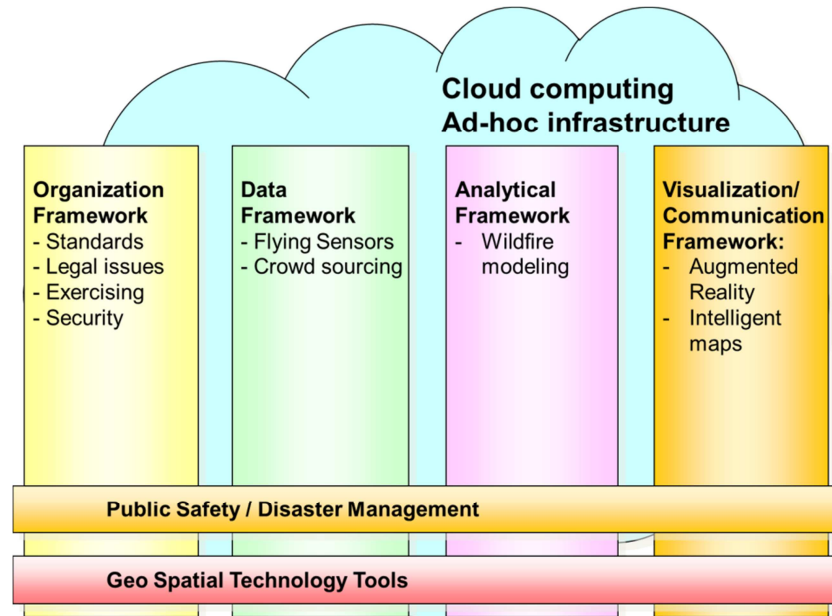 Cloud computing
Ad-hoc infrastructure
Organization
Framework
- Standards
- Legal issues
- Exercising
- Security
Data
Framework
- Flying Sensors
- Crowd sourcing
Analytical
Framework
- Wildfire
modeling
Visualization/
Communication
Framework:
- Augmented
Reality
- Intelligent
maps
Public Safety / Disaster Management
Geo Spatial Technology Tools